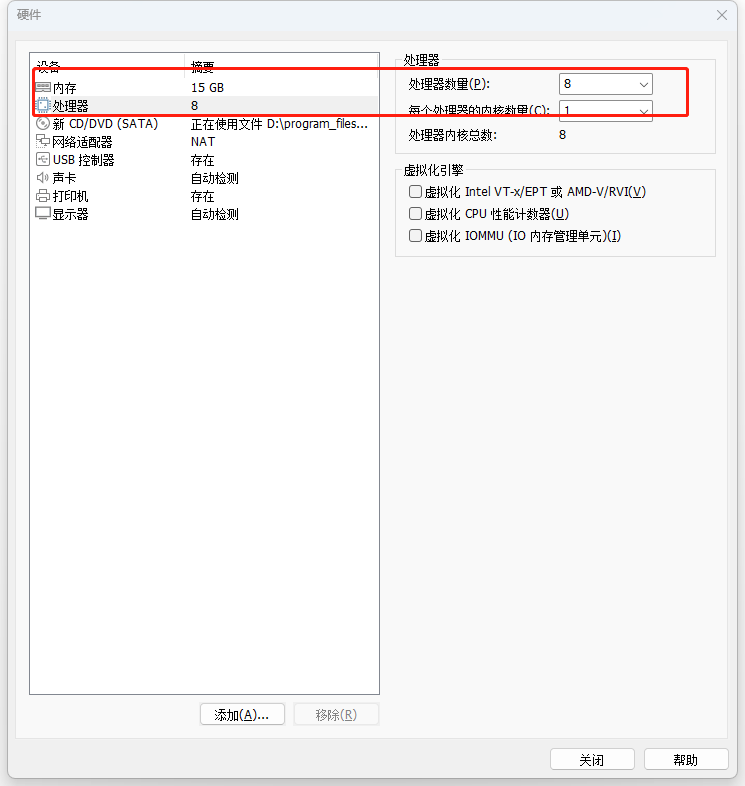 硬件
设备 摘要
内存 15 GB
处理器 8
新 CD/DVD (SATA) 正在使用文件 D:\program_files...
网络适配器 NAT
USB 控制器 存在
声卡 自动检测
打印机 存在
显示器 自动检测
添加(A)... 移除(R)
处理器
处理器数量(P): 8
每个处理器的内核数量(C): 1
处理器内核总数: 8
虚拟化引擎
虚拟化 Intel VT-x/EPT 或 AMD-V/RVI(V)
虚拟化 CPU 性能计数器(U)
虚拟化 IOMMU (IO 内存管理单元)(I)
关闭 帮助